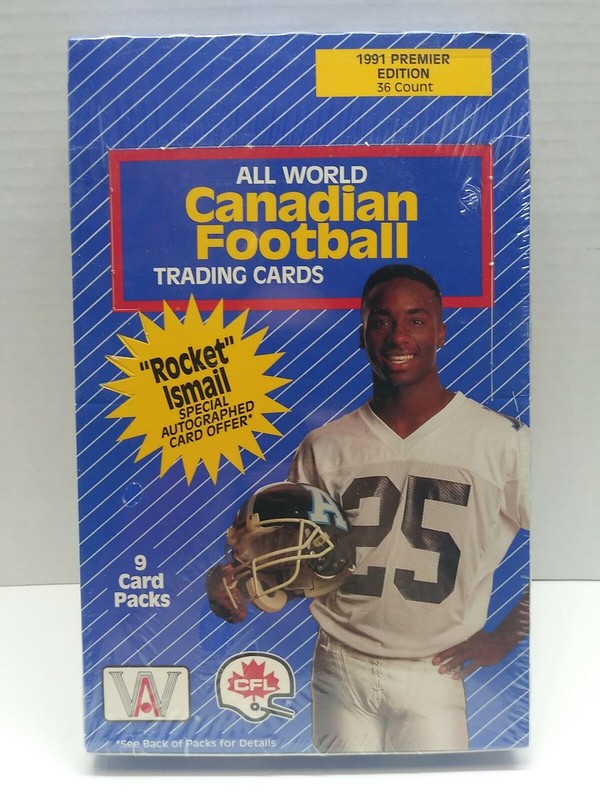 1991 PREMIER
EDITION
36 Count
ALL WORLD
Canadian
Football
TRADING CARDS
"Rocket"
Ismail
SPECIAL
AUTOGRAPHED
CARD OFFER*
A
25
9
Card
Packs
W
A
CFL
*See Back of Packs for Details